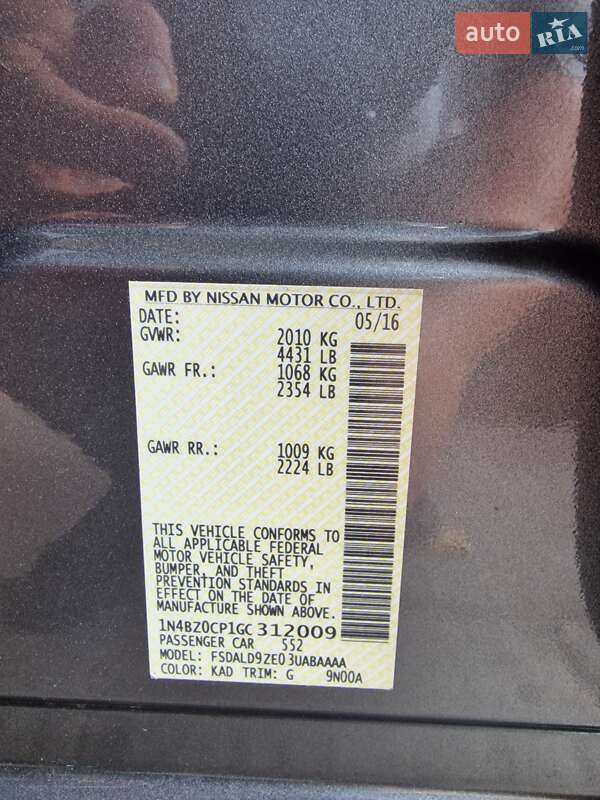 auto RIA .com
MFD BY NISSAN MOTOR CO., LTD.
DATE: 05/16
GVWR: 2010 KG
4431 LB
GAWR FR.: 1068 KG
2354 LB
GAWR RR.: 1009 KG
2224 LB
THIS VEHICLE CONFORMS TO
ALL APPLICABLE FEDERAL
MOTOR VEHICLE SAFETY,
BUMPER, AND THEFT
PREVENTION STANDARDS IN
EFFECT ON THE DATE OF
MANUFACTURE SHOWN ABOVE.
1N4BZ0CP1GC312009
PASSENGER CAR 552
MODEL: FSDALD9ZE03UABAAAA
COLOR: KAD TRIM: G 9N00A